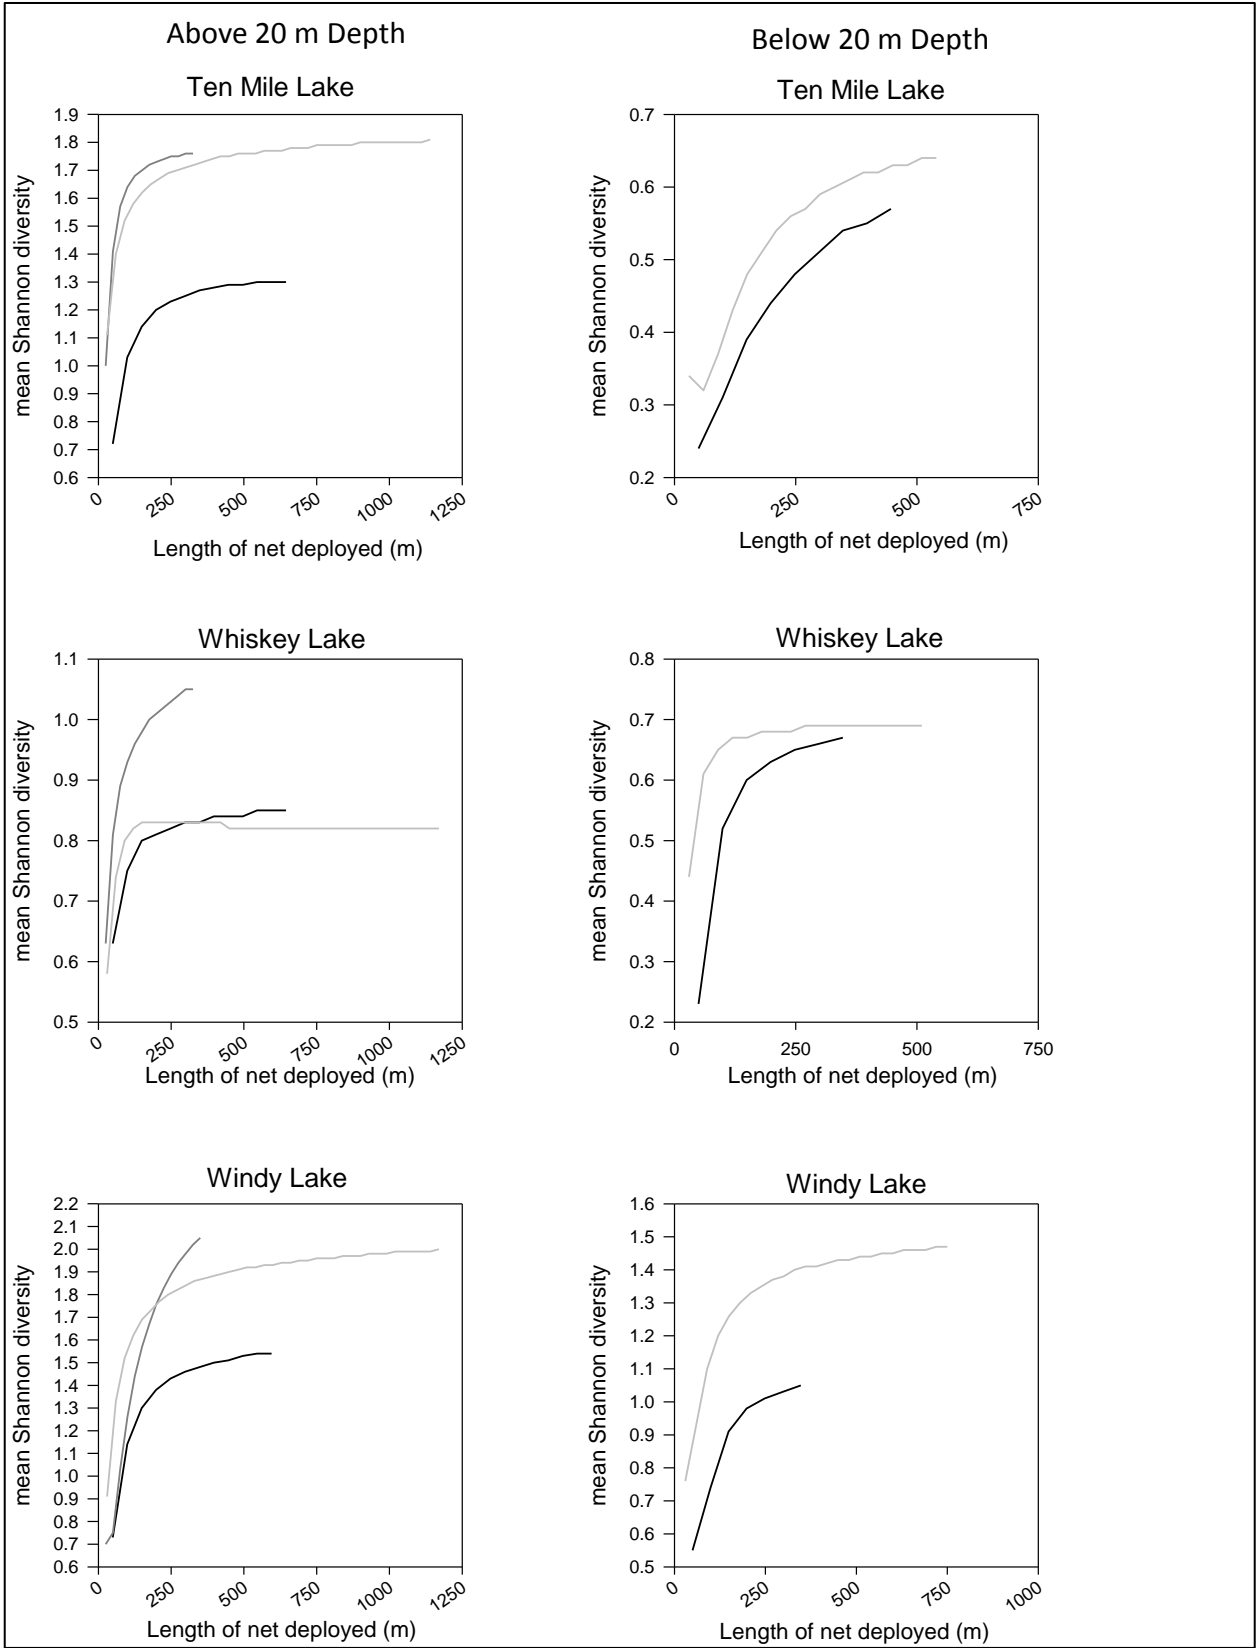 Above 20 m Depth
Below 20 m Depth
Ten Mile Lake
mean Shannon diversity
1.9
1.8
1.7
1.6
1.5
1.4
1.3
1.2
1.1
1.0
0.9
0.8
0.7
0.6
0 250 500 750 1000 1250
Length of net deployed (m)
Ten Mile Lake
mean Shannon diversity
0.7
0.6
0.5
0.4
0.3
0.2
0 250 500 750
Length of net deployed (m)
Whiskey Lake
mean Shannon diversity
1.1
1.0
0.9
0.8
0.7
0.6
0.5
0 250 500 750 1000 1250
Length of net deployed (m)
Whiskey Lake
mean Shannon diversity
0.8
0.7
0.6
0.5
0.4
0.3
0.2
0 250 500 750
Length of net deployed (m)
Windy Lake
mean Shannon diversity
2.2
2.1
2.0
1.9
1.8
1.7
1.6
1.5
1.4
1.3
1.2
1.1
1.0
0.9
0.8
0.7
0.6
0 250 500 750 1000 1250
Length of net deployed (m)
Windy Lake
mean Shannon diversity
1.6
1.5
1.4
1.3
1.2
1.1
1.0
0.9
0.8
0.7
0.6
0.5
0 250 500 750 1000
Length of net deployed (m)